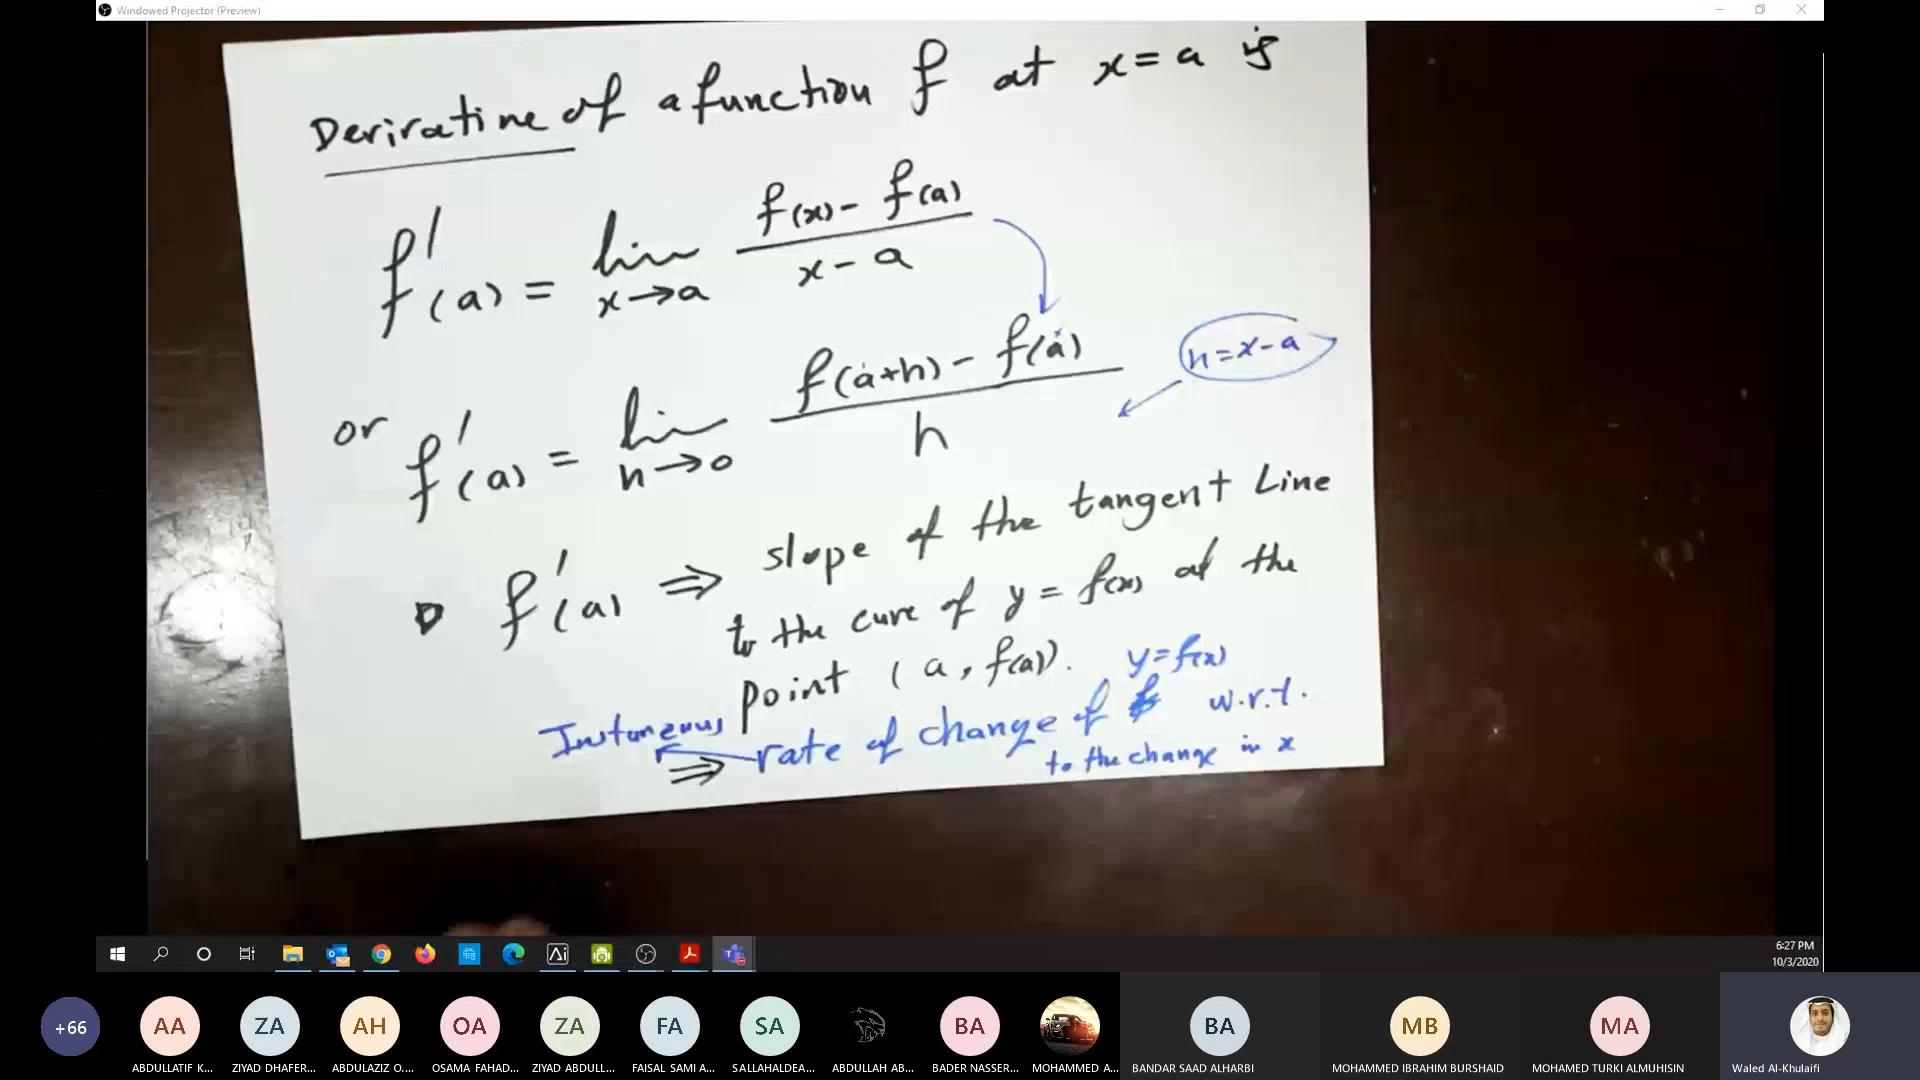 Windowed Projector (Preview)
Derivative of a function f at x = a is
f'(a) = lim x→a f(x) - f(a) / x - a
or f'(a) = lim h→0 f(a+h) - f(a) / h
h = x - a
f'(a) ⇒ slope of the tangent Line
to the curve of y = f(x) at the
point (a, f(a)).
y = f(x)
Instaneous
⇒ rate of change of w.r.t.
to the change in x
6:27 PM
10/3/2020
+66
AA
ZA
AH
OA
ZA
FA
SA
BA
BA
MB
MA
ABDULLATIF K...
ZIYAD DHAFER...
ABDULAZIZ O....
OSAMA FAHAD...
ZIYAD ABDULL...
FAISAL SAMI A...
SALLAHALDEA...
ABDULLAH AB...
BADER NASSER...
MOHAMMED A...
BANDAR SAAD ALHARBI
MOHAMMED IBRAHIM BURSHAID
MOHAMED TURKI ALMUHISIN
Waled Al-Khulaifi